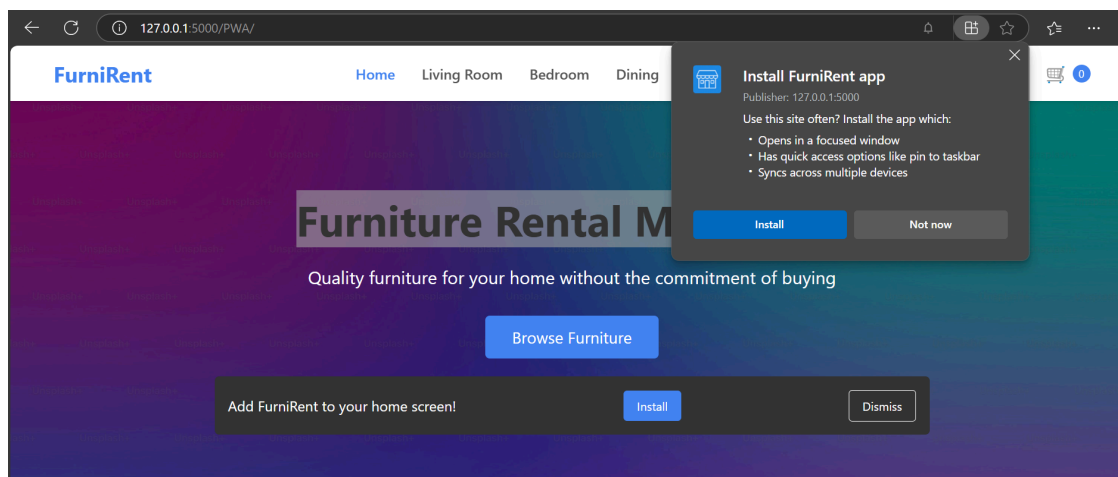 127.0.0.1:5000/PWA/
FurniRent
Home Living Room Bedroom Dining
0
Install FurniRent app
Publisher: 127.0.0.1:5000
Use this site often? Install the app which:
• Opens in a focused window
• Has quick access options like pin to taskbar
• Syncs across multiple devices
Install Not now
Furniture Rental M
Quality furniture for your home without the commitment of buying
Browse Furniture
Add FurniRent to your home screen! Install Dismiss